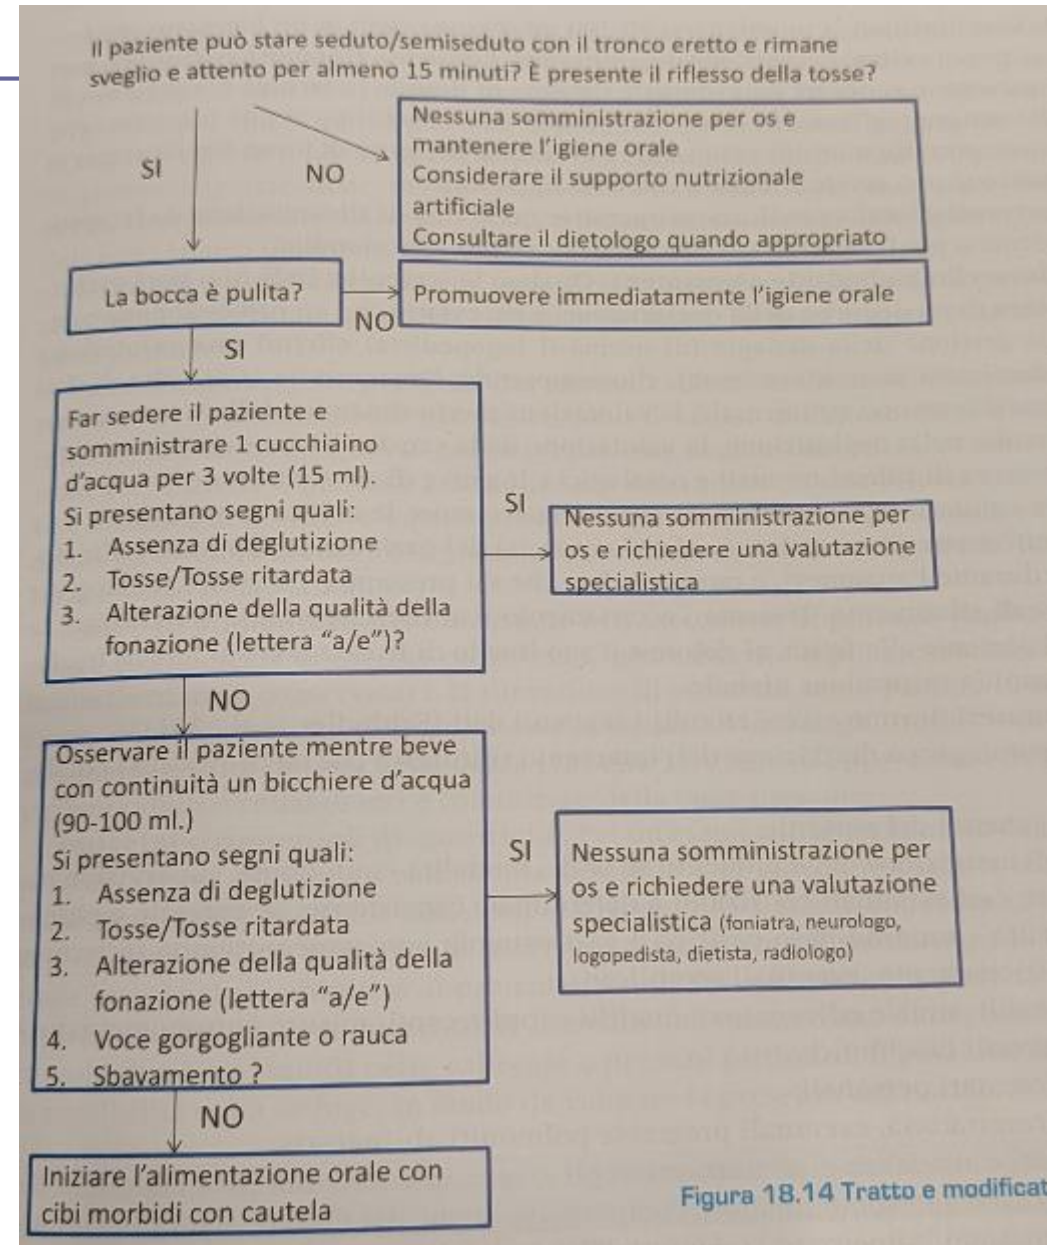 Il paziente può stare seduto/semiseduto con il tronco eretto e rimane
sveglio e attento per almeno 15 minuti? È presente il riflesso della tosse?
SI
NO
Nessuna somministrazione per os e
mantenere l'igiene orale
Considerare il supporto nutrizionale
artificiale
Consultare il dietologo quando appropriato
La bocca è pulita?
NO
Promuovere immediatamente l'igiene orale
SI
Far sedere il paziente e
somministrare 1 cucchiaino
d'acqua per 3 volte (15 ml).
Si presentano segni quali:
1. Assenza di deglutizione
2. Tosse/Tosse ritardata
3. Alterazione della qualità della
fonazione (lettera "a/e")?
SI
Nessuna somministrazione per
os e richiedere una valutazione
specialistica
NO
Osservare il paziente mentre beve
con continuità un bicchiere d'acqua
(90-100 ml.)
Si presentano segni quali:
1. Assenza di deglutizione
2. Tosse/Tosse ritardata
3. Alterazione della qualità della
fonazione (lettera "a/e")
4. Voce gorgogliante o rauca
5. Sbavamento ?
SI
Nessuna somministrazione per
os e richiedere una valutazione
specialistica (foniatra, neurologo,
logopedista, dietista, radiologo)
NO
Iniziare l'alimentazione orale con
cibi morbidi con cautela
Figura 18.14 Tratto e modificat